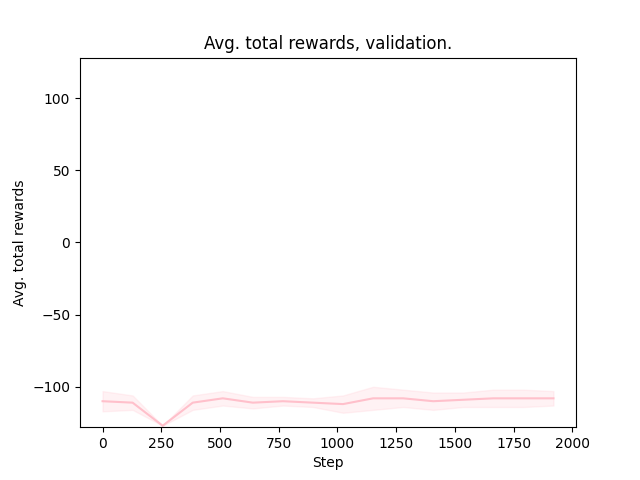 Avg. total rewards, validation.
100
50
0
−50
−100
Avg. total rewards
0 250 500 750 1000 1250 1500 1750 2000
Step